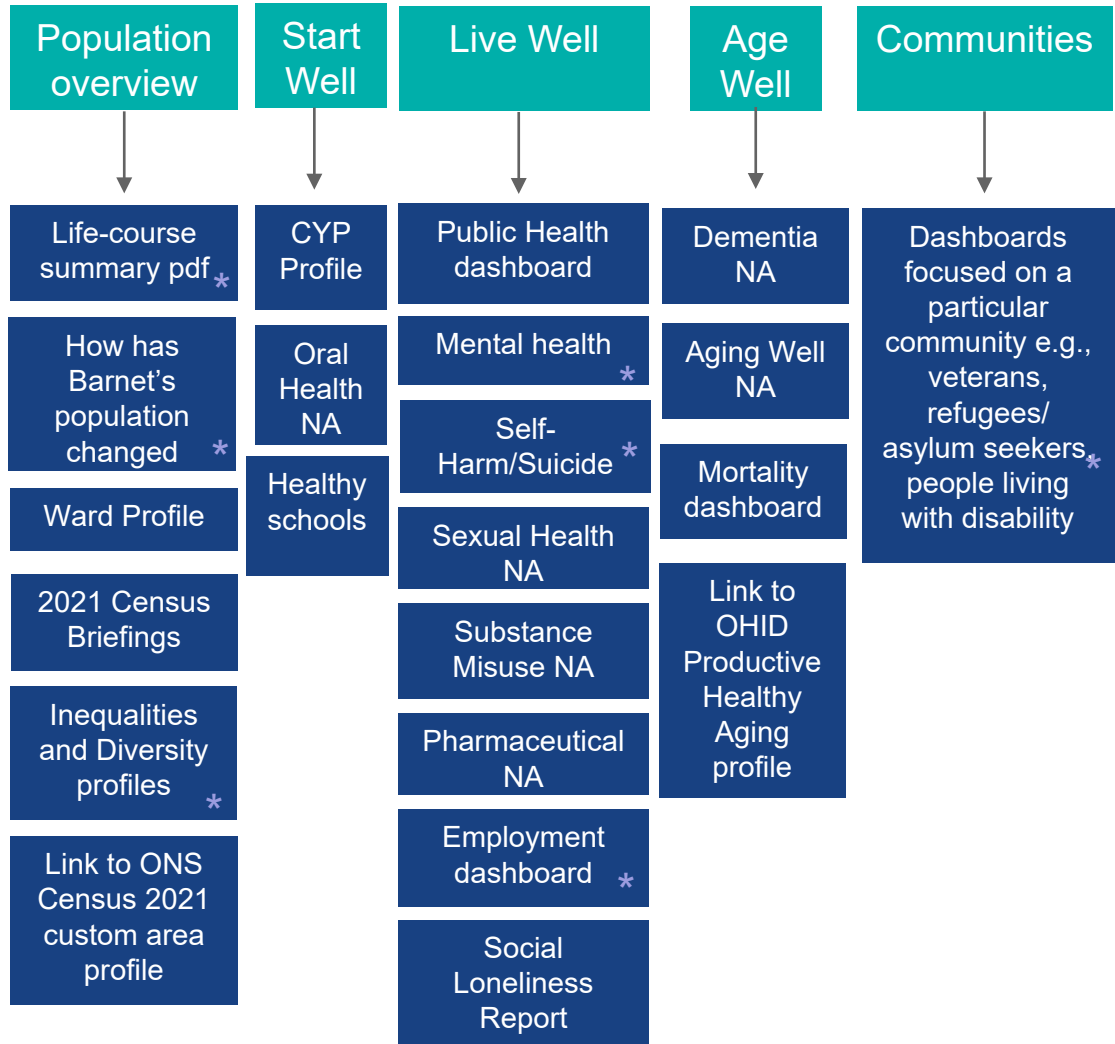 Population
overview
Life-course
summary pdf
*
How has
Barnet's
population
changed
*
Ward Profile
2021 Census
Briefings
Inequalities
and Diversity
profiles
*
Link to ONS
Census 2021
custom area
profile
Start
Well
CYP
Profile
Oral
Health
NA
Healthy
schools
Live Well
Public Health
dashboard
Mental health
*
Self-
Harm/Suicide
*
Sexual Health
NA
Substance
Misuse NA
Pharmaceutical
NA
Employment
dashboard
*
Social
Loneliness
Report
Age
Well
Dementia
NA
Aging Well
NA
Mortality
dashboard
Link to
OHID
Productive
Healthy
Aging
profile
Communities
Dashboards
focused on a
particular
community e.g.,
veterans,
refugees/
asylum seekers,
people living
with disability
*